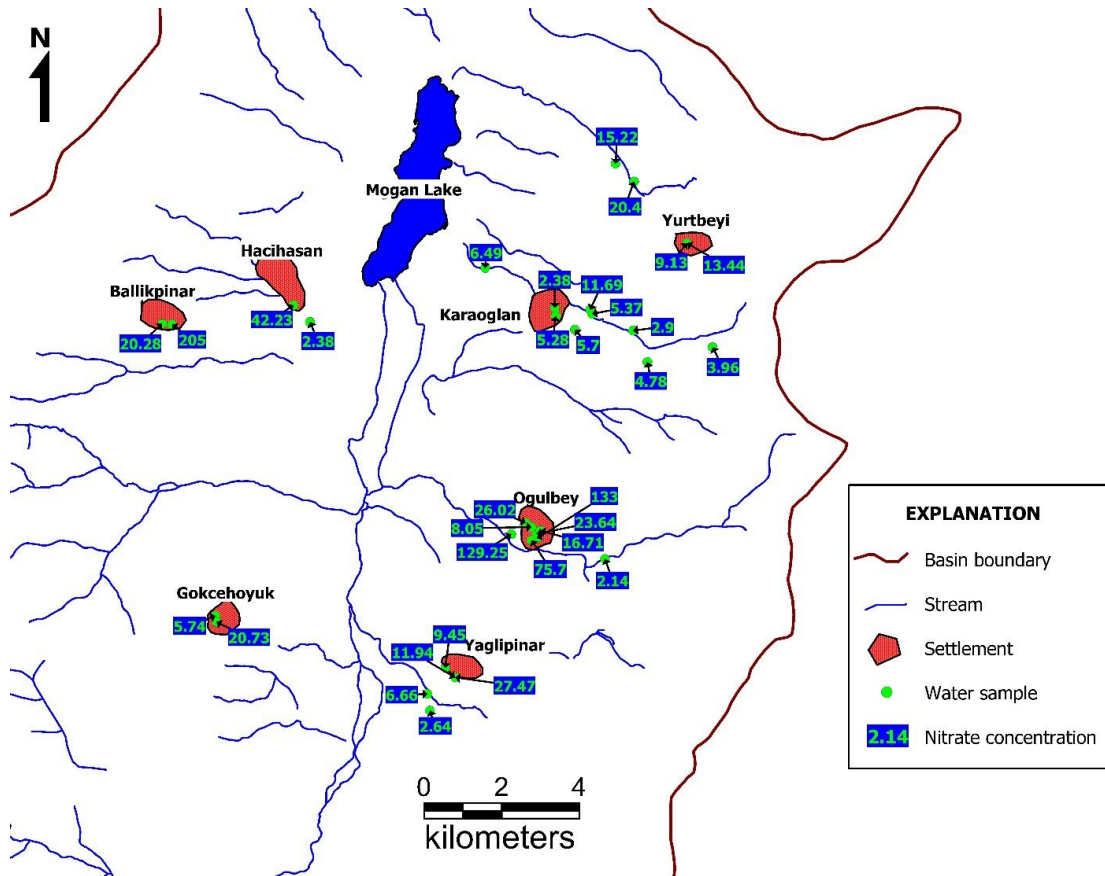 N
15.22
Mogan Lake
20.4
Yurtbeyi
6.49
9.13
13.44
Hacihasan
2.38
11.69
Ballikpinar
Karaoglan
5.37
42.23
2.9
20.28
205
2.38
5.28
5.7
3.96
4.78
Ogulbey
133
26.02
8.05
23.64
16.71
129.25
75.7
2.14
Gokcehoyuk
5.74
20.73
9.45
Yaglipinar
11.94
27.47
6.66
2.64
0 2 4
kilometers
EXPLANATION
Basin boundary
Stream
Settlement
Water sample
2.14 Nitrate concentration